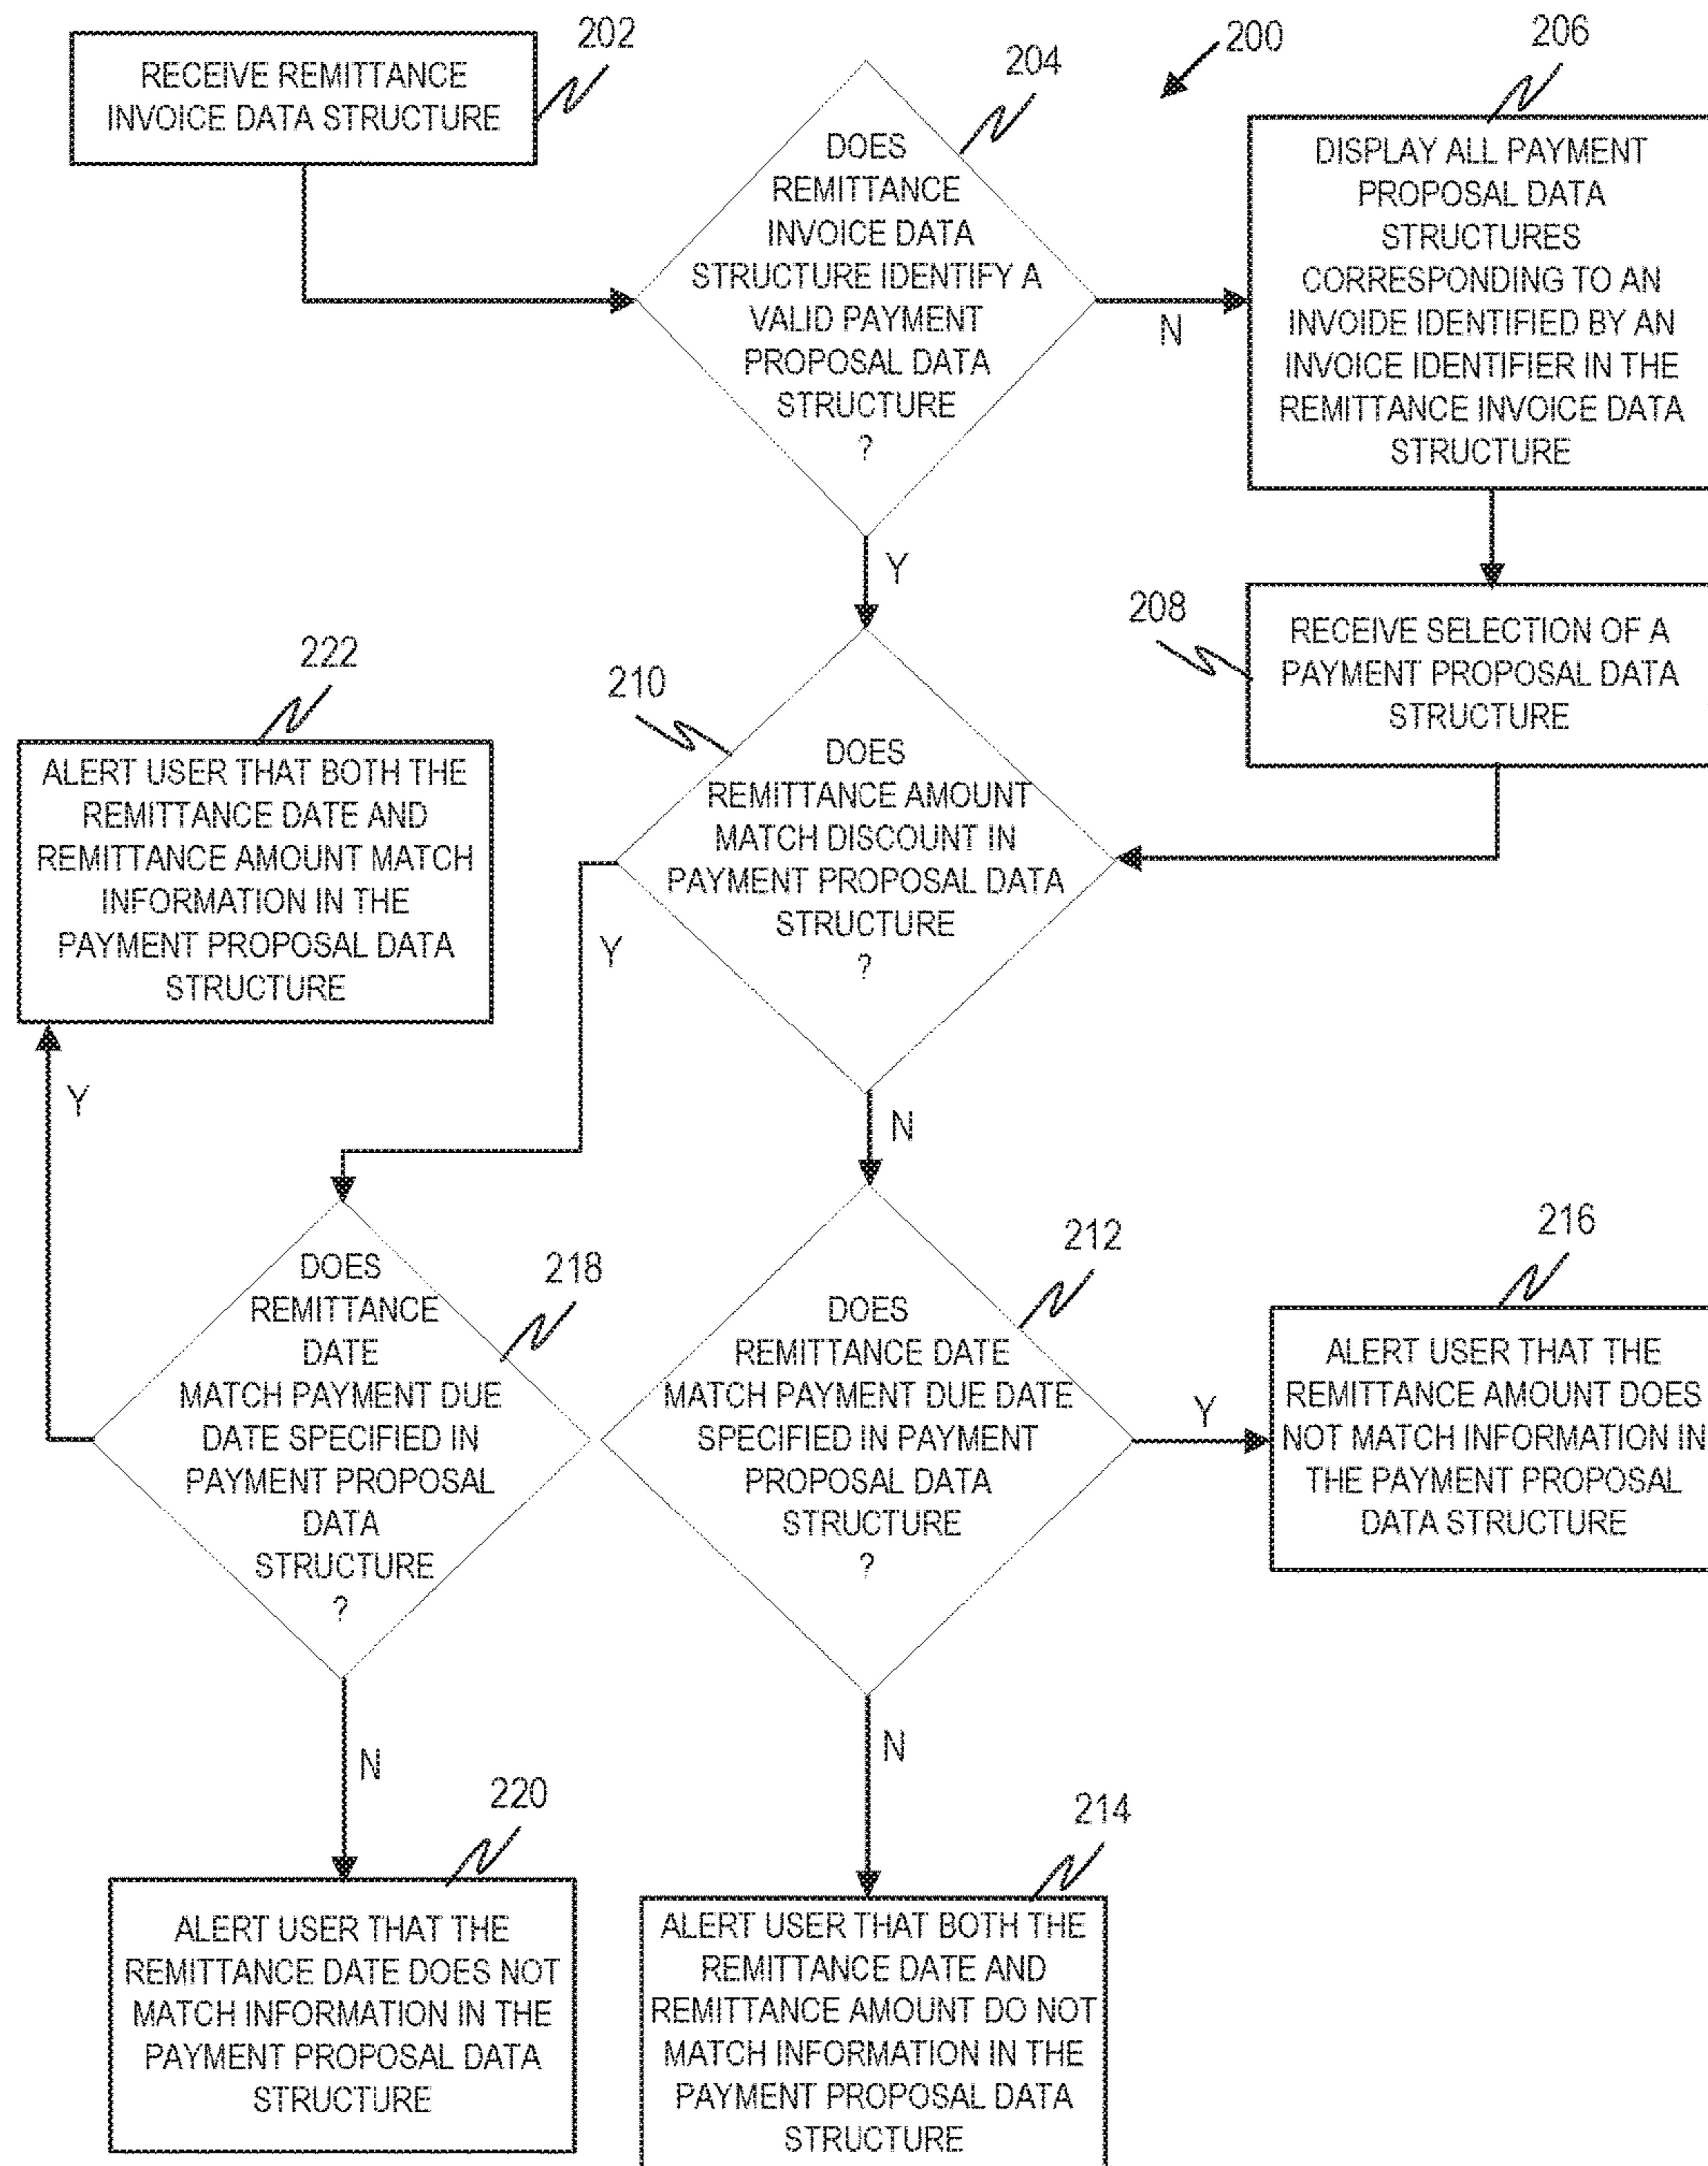 200
202
RECEIVE REMITTANCE
INVOICE DATA STRUCTURE
204
DOES
REMITTANCE
INVOICE DATA
STRUCTURE IDENTIFY A
VALID PAYMENT
PROPOSAL DATA
STRUCTURE
?
N
Y
206
DISPLAY ALL PAYMENT
PROPOSAL DATA
STRUCTURES
CORRESPONDING TO AN
INVOIDE IDENTIFIED BY AN
INVOICE IDENTIFIER IN THE
REMITTANCE INVOICE DATA
STRUCTURE
208
RECEIVE SELECTION OF A
PAYMENT PROPOSAL DATA
STRUCTURE
210
DOES
REMITTANCE AMOUNT
MATCH DISCOUNT IN
PAYMENT PROPOSAL DATA
STRUCTURE
?
Y
N
222
ALERT USER THAT BOTH THE
REMITTANCE DATE AND
REMITTANCE AMOUNT MATCH
INFORMATION IN THE
PAYMENT PROPOSAL DATA
STRUCTURE
Y
218
DOES
REMITTANCE
DATE
MATCH PAYMENT DUE
DATE SPECIFIED IN
PAYMENT PROPOSAL
DATA
STRUCTURE
?
N
212
DOES
REMITTANCE DATE
MATCH PAYMENT DUE DATE
SPECIFIED IN PAYMENT
PROPOSAL DATA
STRUCTURE
?
Y
N
216
ALERT USER THAT THE
REMITTANCE AMOUNT DOES
NOT MATCH INFORMATION IN
THE PAYMENT PROPOSAL
DATA STRUCTURE
220
ALERT USER THAT THE
REMITTANCE DATE DOES NOT
MATCH INFORMATION IN THE
PAYMENT PROPOSAL DATA
STRUCTURE
214
ALERT USER THAT BOTH THE
REMITTANCE DATE AND
REMITTANCE AMOUNT DO NOT
MATCH INFORMATION IN THE
PAYMENT PROPOSAL DATA
STRUCTURE